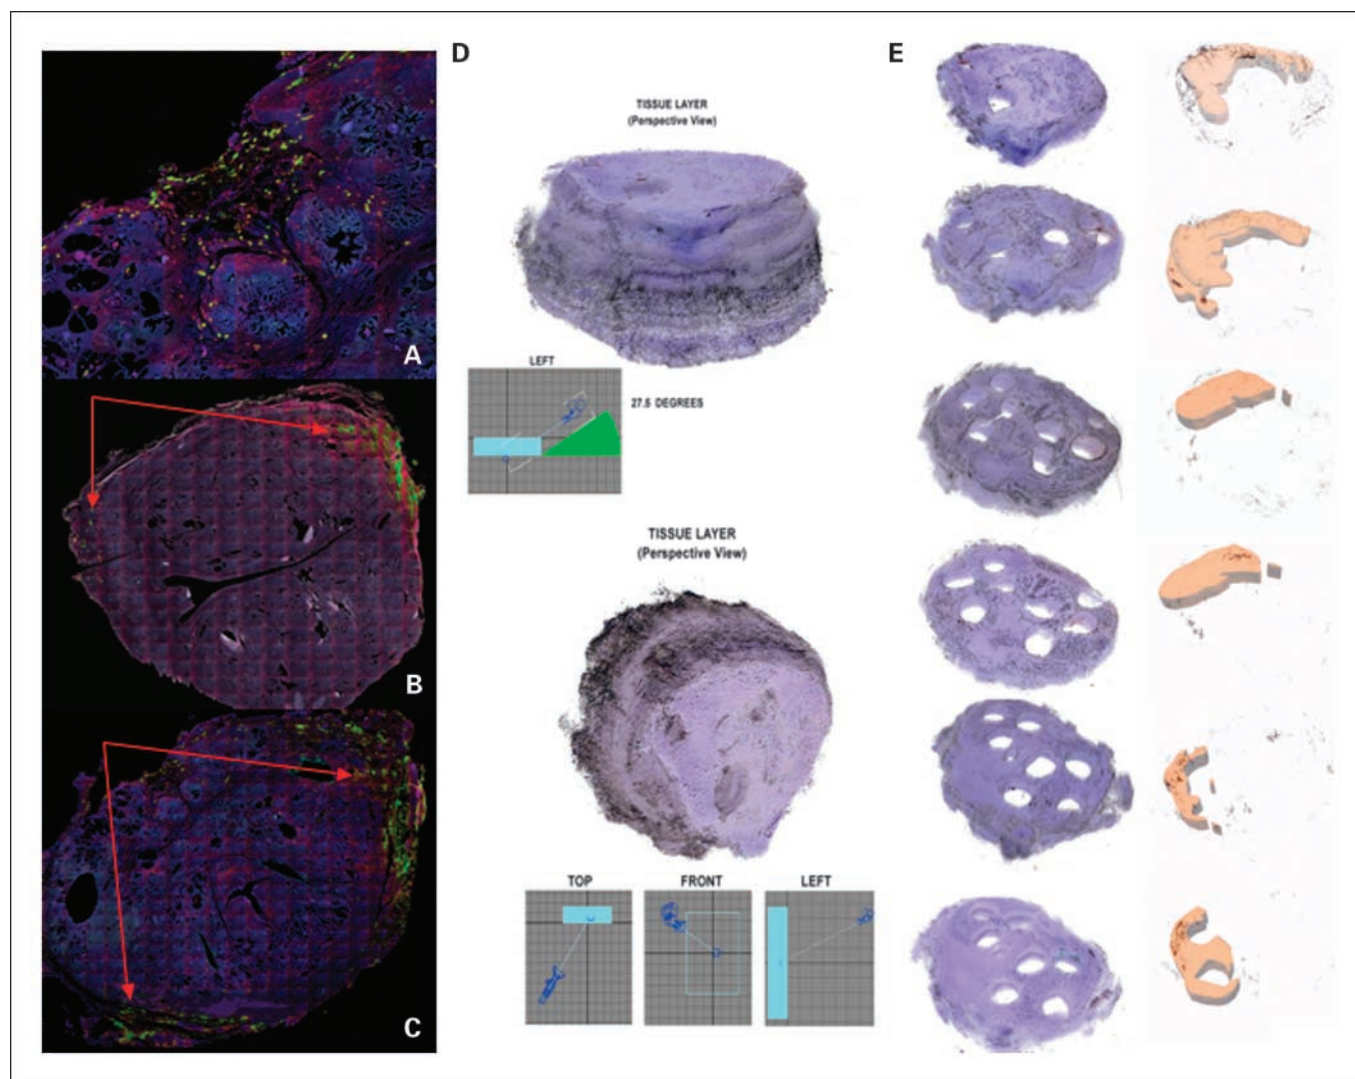 A
B
C
D
TISSUE LAYER
(Perspective View)
LEFT
27.5 DEGREES
TISSUE LAYER
(Perspective View)
TOP
FRONT
LEFT
E